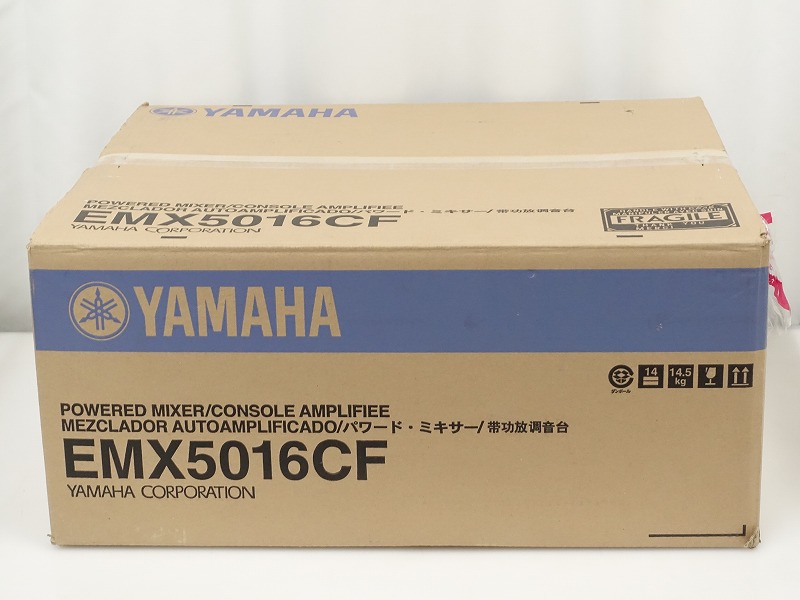 YAMAHA
POWERED MIXER/CONSOLE AMPLIFIEE
MEZCLADOR AUTOAMPLIFICADO/パワード・ミキサー/带功放调音台
EMX5016CF
YAMAHA CORPORATION
FRAGILE
YAMAHA
ダンボール
14
14.5
kg
POWERED MIXER/CONSOLE AMPLIFIEE
MEZCLADOR AUTOAMPLIFICADO/パワード・ミキサー/带功放调音台
EMX5016CF
YAMAHA CORPORATION